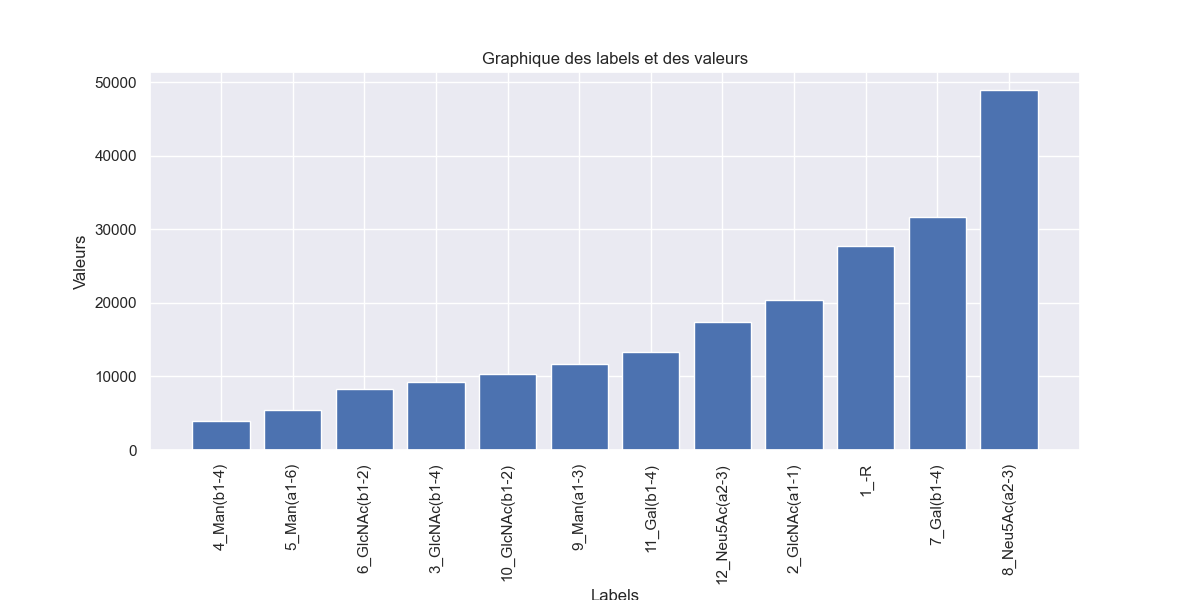 Graphique des labels et des valeurs
50000
40000
30000
20000
10000
0
Valeurs
4_Man(b1-4)
5_Man(a1-6)
6_GlcNAc(b1-2)
3_GlcNAc(b1-4)
10_GlcNAc(b1-2)
9_Man(a1-3)
11_Gal(b1-4)
12_Neu5Ac(a2-3)
2_GlcNAc(a1-1)
1_-R
7_Gal(b1-4)
8_Neu5Ac(a2-3)
Labels